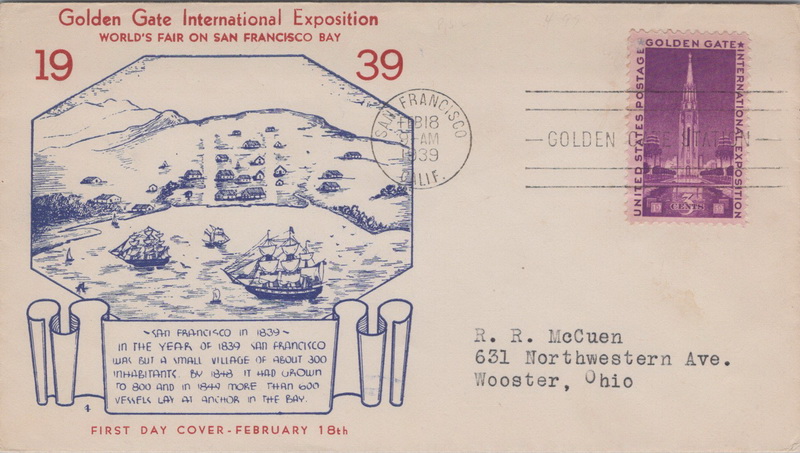 Golden Gate International Exposition
WORLD'S FAIR ON SAN FRANCISCO BAY
19 39
SAN FRANCISCO
FEB 18
AM
1939
CALIF.
GOLDEN GATE STATION
UNITED STATES POSTAGE
GOLDEN GATE
INTERNATIONAL EXPOSITION
3
CENTS
~SAN FRANCISCO IN 1839~
IN THE YEAR OF 1839 SAN FRANCISCO
WAS BUT A SMALL VILLAGE OF ABOUT 300
INHABITANTS. BY 1848 IT HAD GROWN
TO 800 AND IN 1849 MORE THAN 600
VESSELS LAY AT ANCHOR IN THE BAY.
FIRST DAY COVER - FEBRUARY 18th
R. R. McCuen
631 Northwestern Ave.
Wooster, Ohio